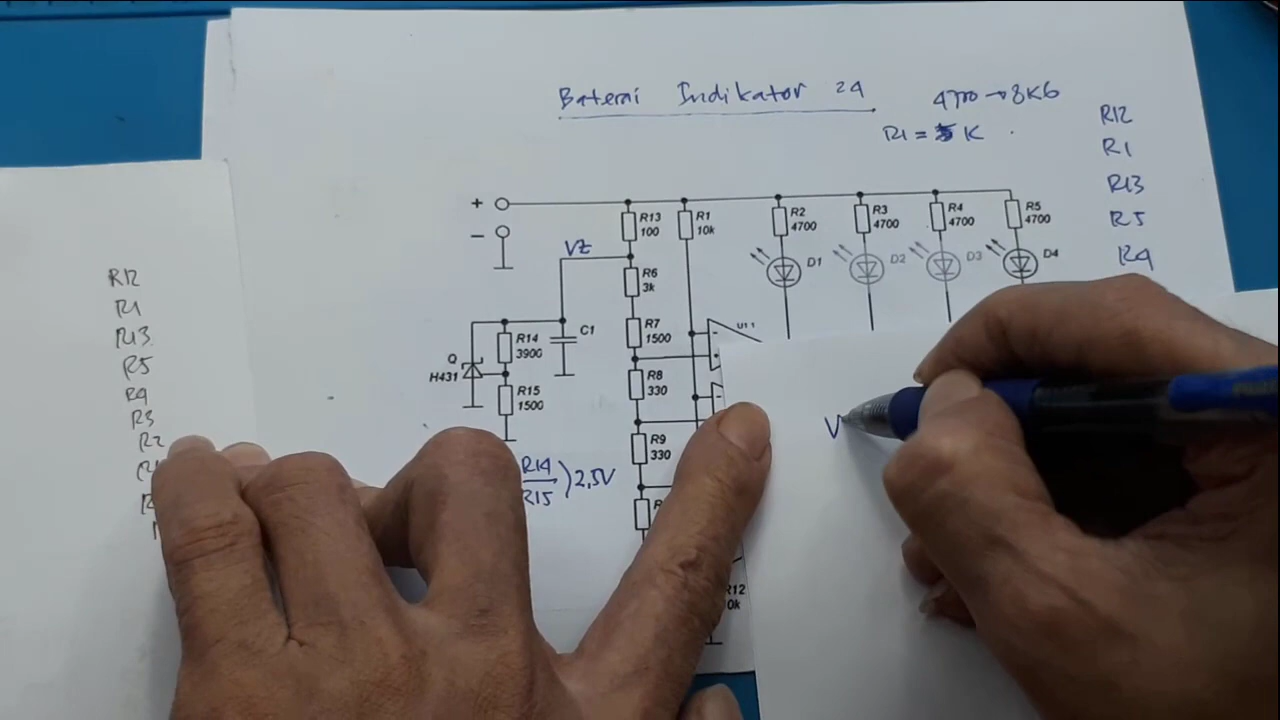 Baterai Indikator 24
4700 → 8K6
R1 = 5K
R12
R1
R13
R5
R4
+
-
R13
100
R1
10k
R2
4700
R3
4700
R4
4700
R5
4700
VZ
D1
D2
D3
D4
R6
3k
R7
1500
C1
R14
3900
Q
H431
R15
1500
R8
330
R9
330
R14
R15
)2,5V
V
R12
R1
R13
R5
R4
R3
R2